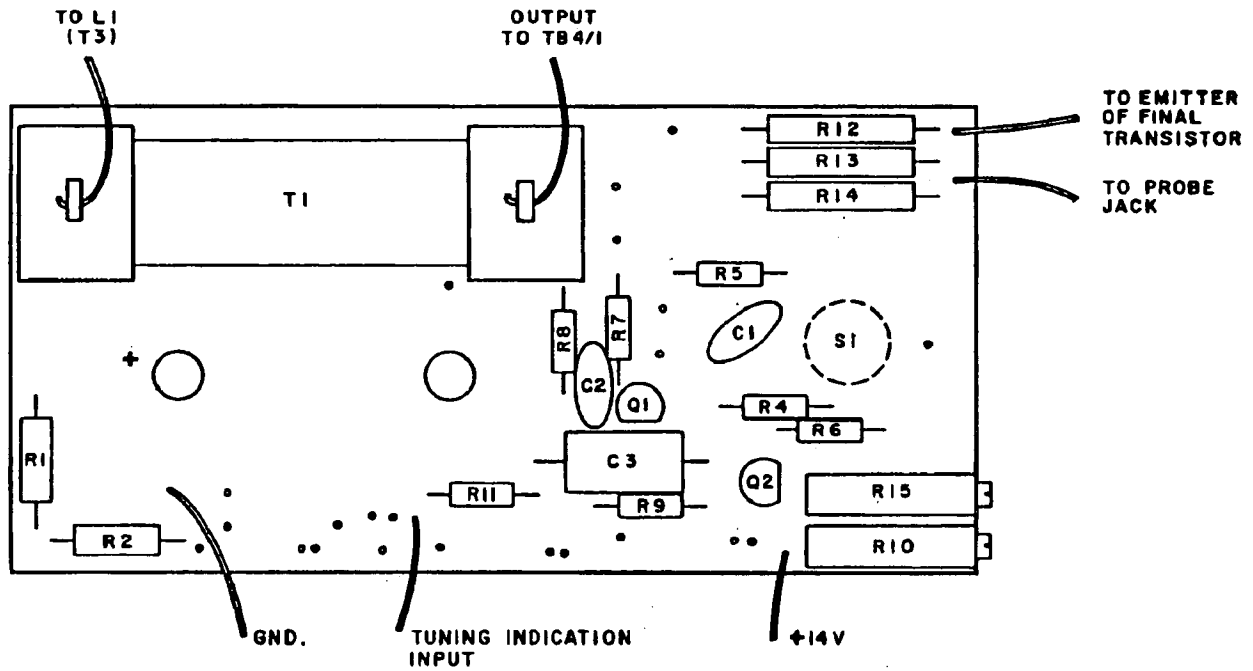 TO L1
(T3)
OUTPUT
TO TB4/1
TO EMITTER
OF FINAL
TRANSISTOR
R12
R13
R14
TO PROBE
JACK
T1
R5
R8
R7
C1
S1
C2
Q1
R4
R6
+
R1
C3
Q2
R15
R11
R9
R2
R10
GND.
TUNING INDICATION
INPUT
+14V